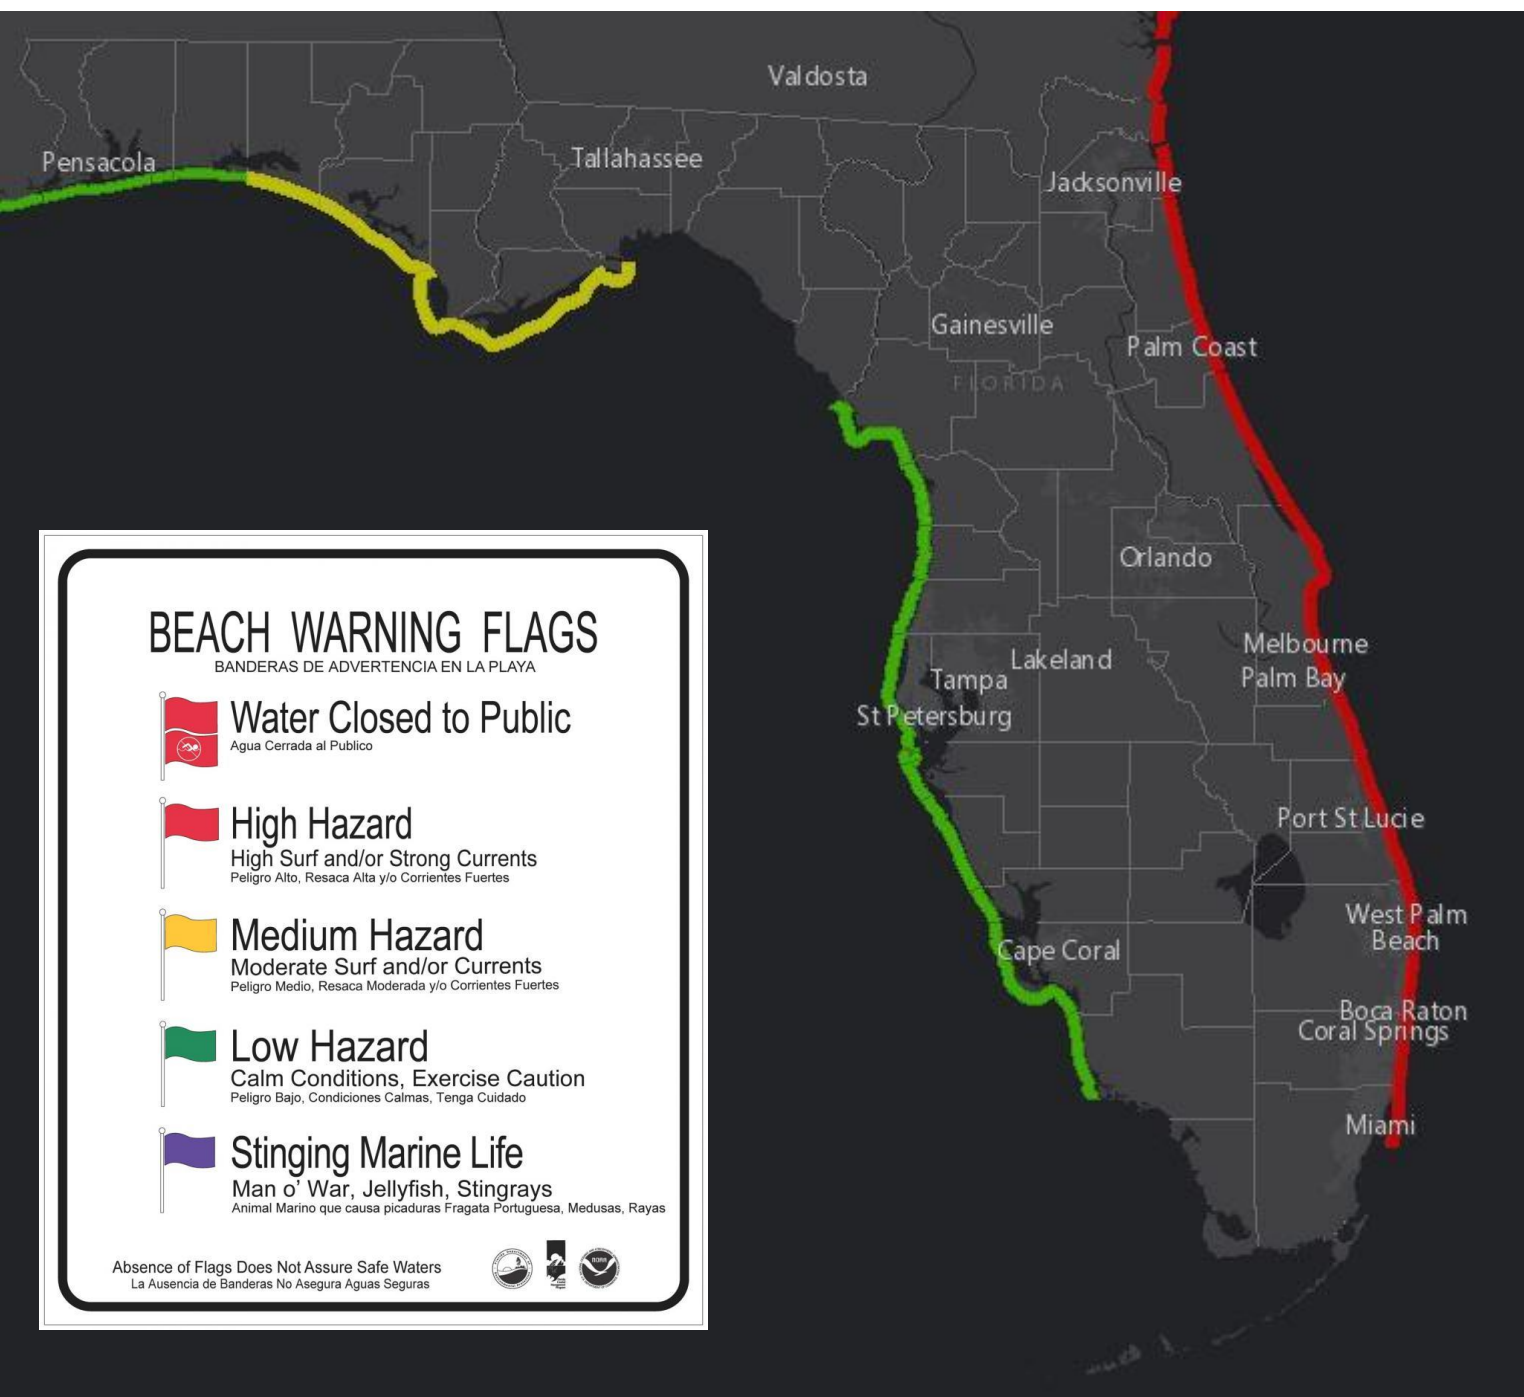 Valdosta
Pensacola
Tallahassee
Jacksonville
Gainesville
Palm Coast
FLORIDA
Orlando
Melbourne
Lakeland
Tampa
Palm Bay
St Petersburg
Port St Lucie
West Palm
Beach
Cape Coral
Boca Raton
Coral Springs
Miami
BEACH WARNING FLAGS
BANDERAS DE ADVERTENCIA EN LA PLAYA
Water Closed to Public
Agua Cerrada al Publico
High Hazard
High Surf and/or Strong Currents
Peligro Alto, Resaca Alta y/o Corrientes Fuertes
Medium Hazard
Moderate Surf and/or Currents
Peligro Medio, Resaca Moderada y/o Corrientes Fuertes
Low Hazard
Calm Conditions, Exercise Caution
Peligro Bajo, Condiciones Calmas, Tenga Cuidado
Stinging Marine Life
Man o' War, Jellyfish, Stingrays
Animal Marino que causa picaduras Fragata Portuguesa, Medusas, Rayas
Absence of Flags Does Not Assure Safe Waters
La Ausencia de Banderas No Asegura Aguas Seguras
NOAA